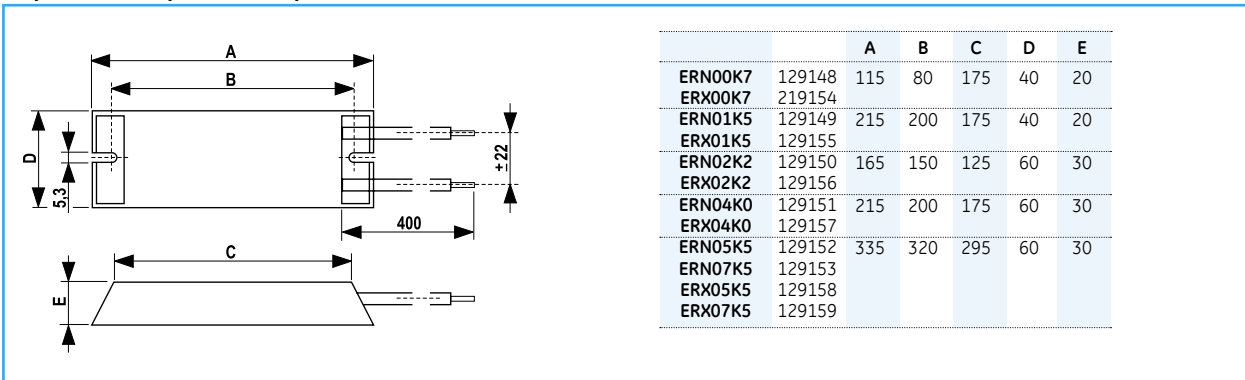 A
B
D
5,3
±22
400
C
E
A B C D E
ERN00K7 129148 115 80 175 40 20
ERX00K7 219154
ERN01K5 129149 215 200 175 40 20
ERX01K5 129155
ERN02K2 129150 165 150 125 60 30
ERX02K2 129156
ERN04K0 129151 215 200 175 60 30
ERX04K0 129157
ERN05K5 129152 335 320 295 60 30
ERN07K5 129153
ERX05K5 129158
ERX07K5 129159